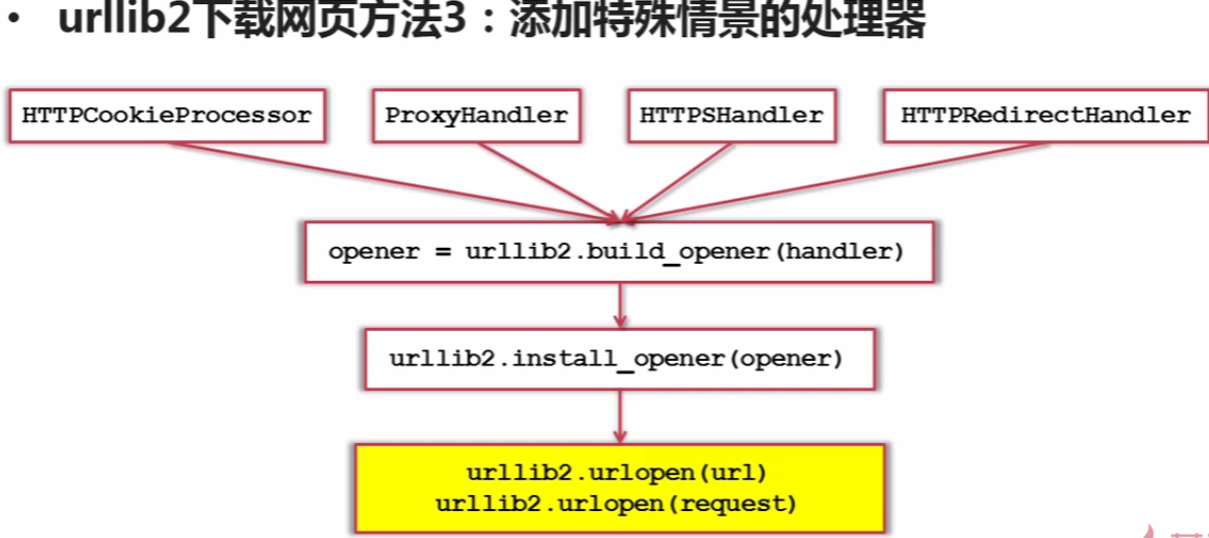 • urllib2下载网页方法3：添加特殊情景的处理器
HTTPCookieProcessor
ProxyHandler
HTTPSHandler
HTTPRedirectHandler
opener = urllib2.build_opener(handler)
urllib2.install_opener(opener)
urllib2.urlopen(url)
urllib2.urlopen(request)